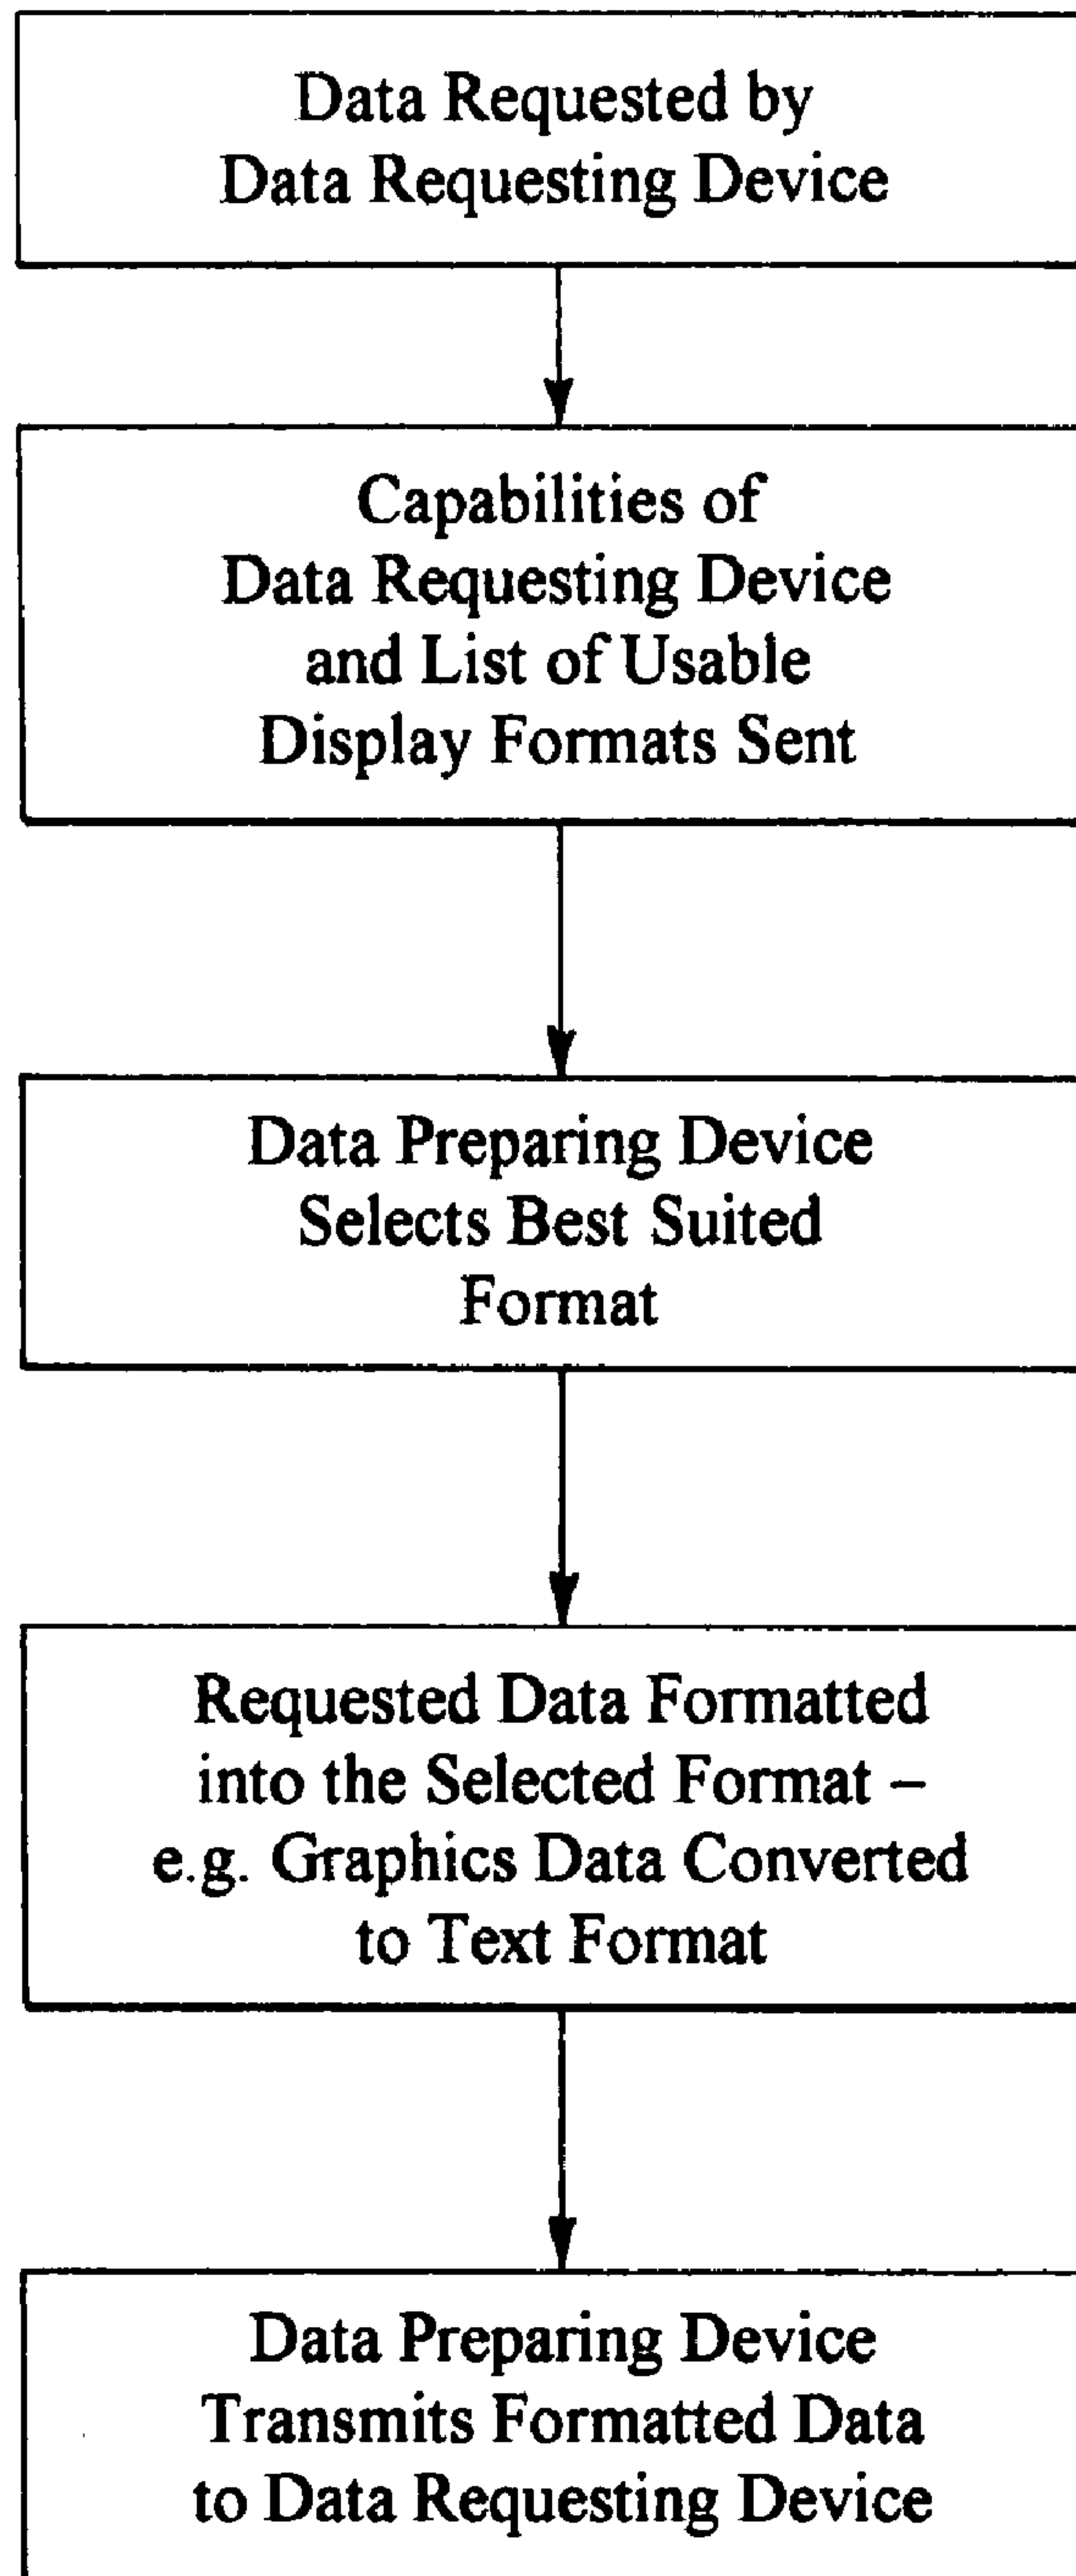 Data Requested by
Data Requesting Device
Capabilities of
Data Requesting Device
and List of Usable
Display Formats Sent
Data Preparing Device
Selects Best Suited
Format
Requested Data Formatted
into the Selected Format –
e.g. Graphics Data Converted
to Text Format
Data Preparing Device
Transmits Formatted Data
to Data Requesting Device